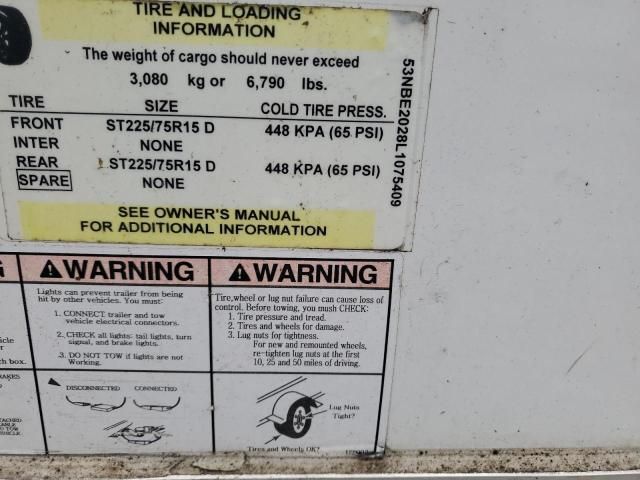 TIRE AND LOADING
INFORMATION
The weight of cargo should never exceed
3,080 kg or 6,790 lbs.
TIRE SIZE COLD TIRE PRESS.
FRONT ST225/75R15 D 448 KPA (65 PSI)
INTER NONE
REAR ST225/75R15 D 448 KPA (65 PSI)
SPARE NONE
SEE OWNER'S MANUAL
FOR ADDITIONAL INFORMATION
53NBE2028L1075409
G
ch box.
WARNING
Lights can prevent trailer from being
hit by other vehicles. You must:
1. CONNECT trailer and tow
vehicle electrical connectors.
2. CHECK all lights: tail lights, turn
signal, and brake lights.
3. DO NOT TOW if lights are not
Working.
DISCONNECTED CONNECTED
WARNING
Tire,wheel or lug nut failure can cause loss of
control. Before towing, you mush CHECK:
1. Tire pressure and tread.
2. Tires and wheels for damage.
3. Lug nuts for tightness.
For new and remounted wheels,
re-tighten lug nuts at the first
10, 25 and 50 miles of driving.
Lug Nuts
Tight?
Tires and Wheels OK?